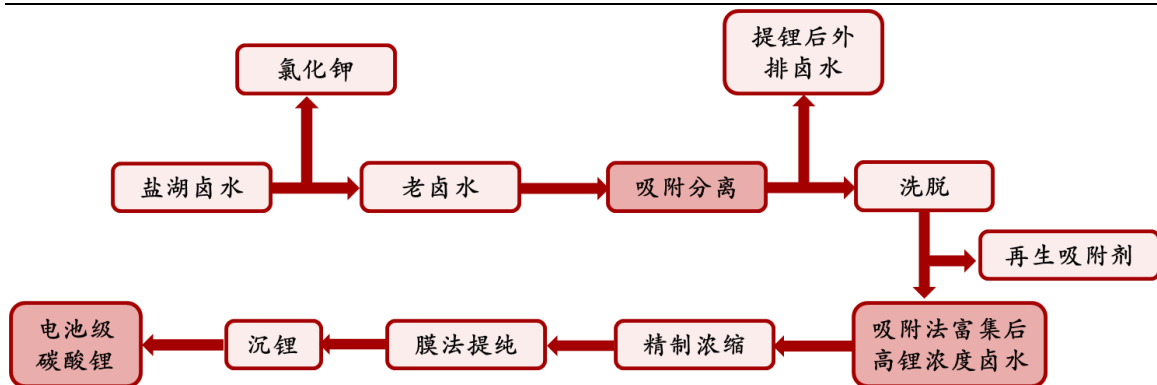 氯化钾
提锂后外
排卤水
盐湖卤水
老卤水
吸附分离
洗脱
再生吸附剂
吸附法富集后
高锂浓度卤水
精制浓缩
膜法提纯
沉锂
电池级
碳酸锂